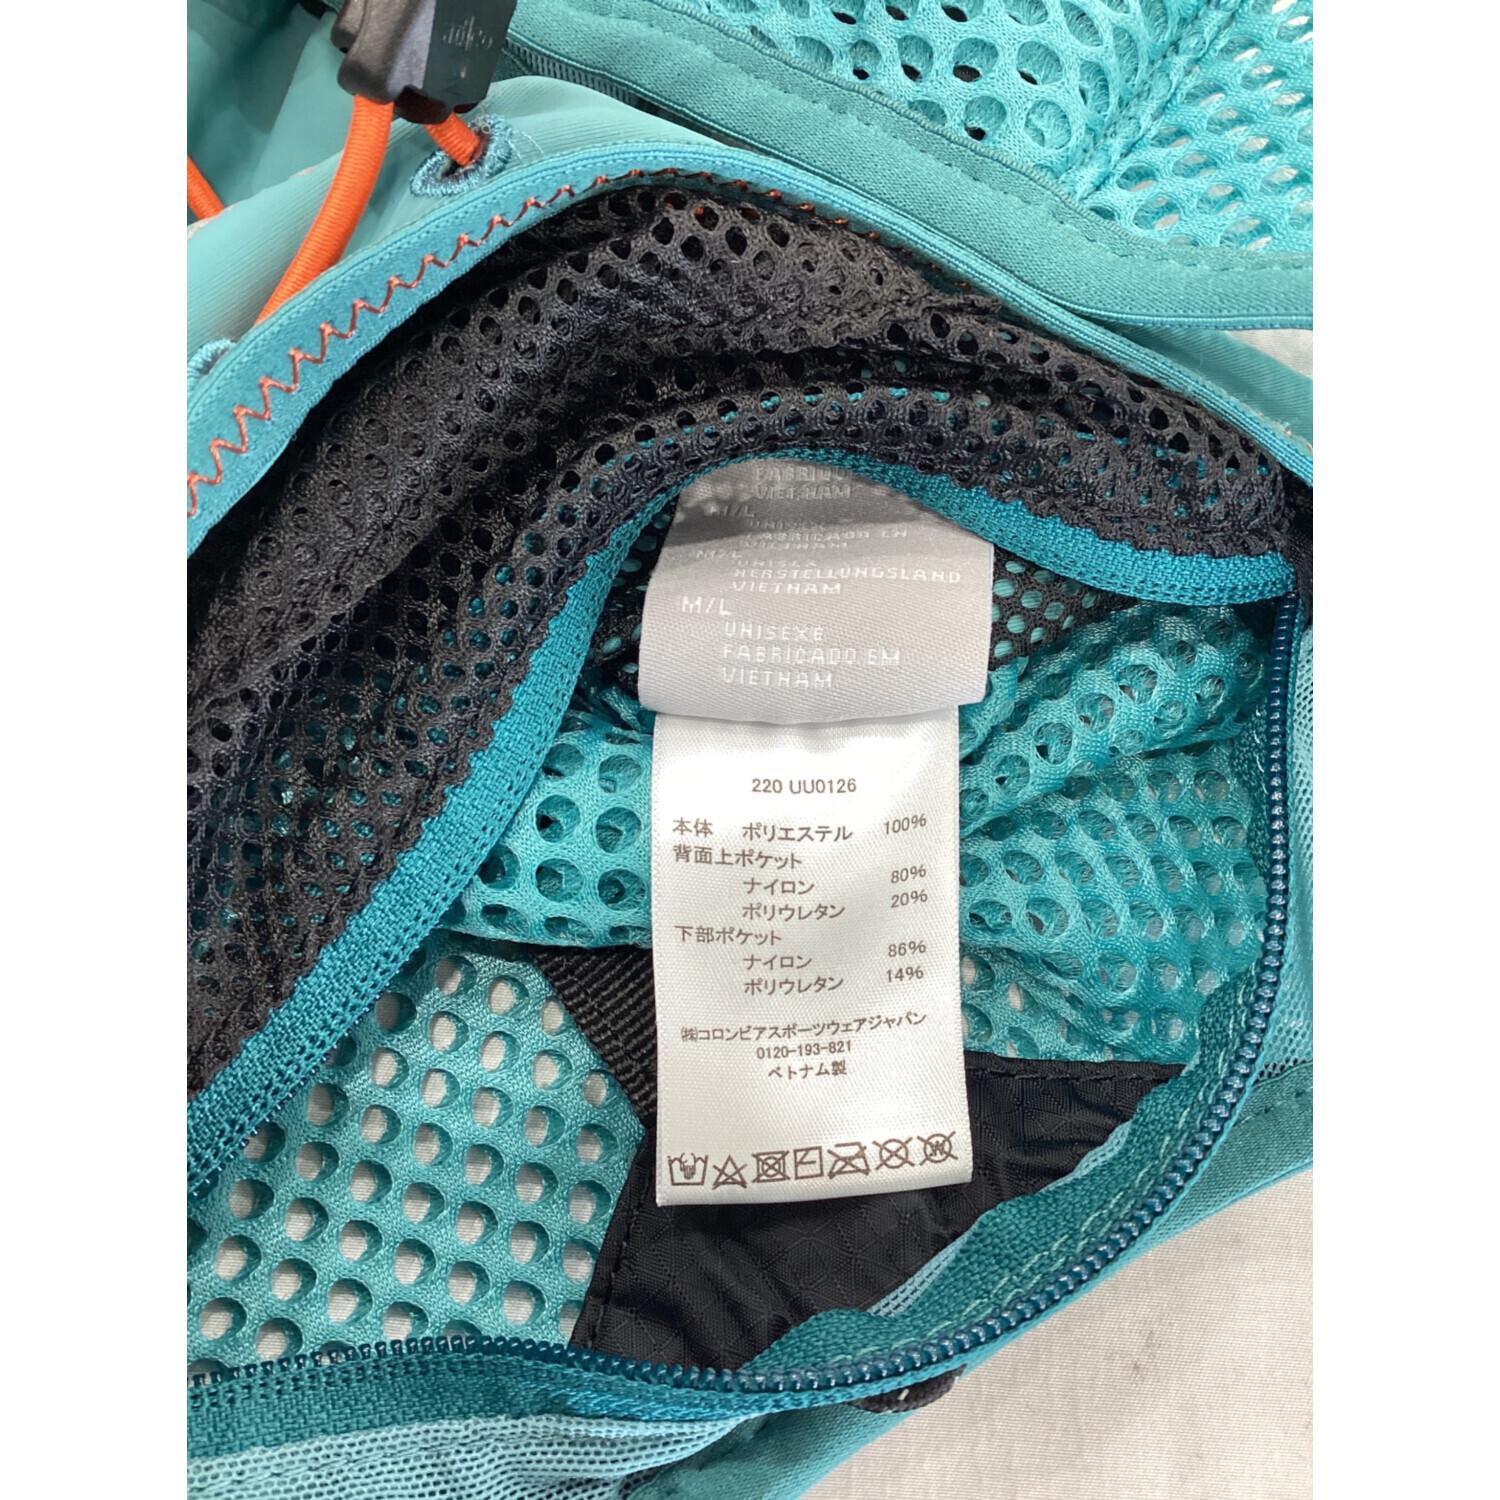 FABRIQUÉ
VIETNAM
M/L
UNISEX
FABRICADO EN
VIETNAM
M/L
UNISEX
HERSTELLUNGSLAND
VIETNAM
M/L
UNISEXE
FABRICADO EM
VIETNAM
220 UU0126
本体 ポリエステル 100%
背面上ポケット
ナイロン 80%
ポリウレタン 20%
下部ポケット
ナイロン 86%
ポリウレタン 14%
㈱コロンビアスポーツウェアジャパン
0120-193-821
ベトナム製